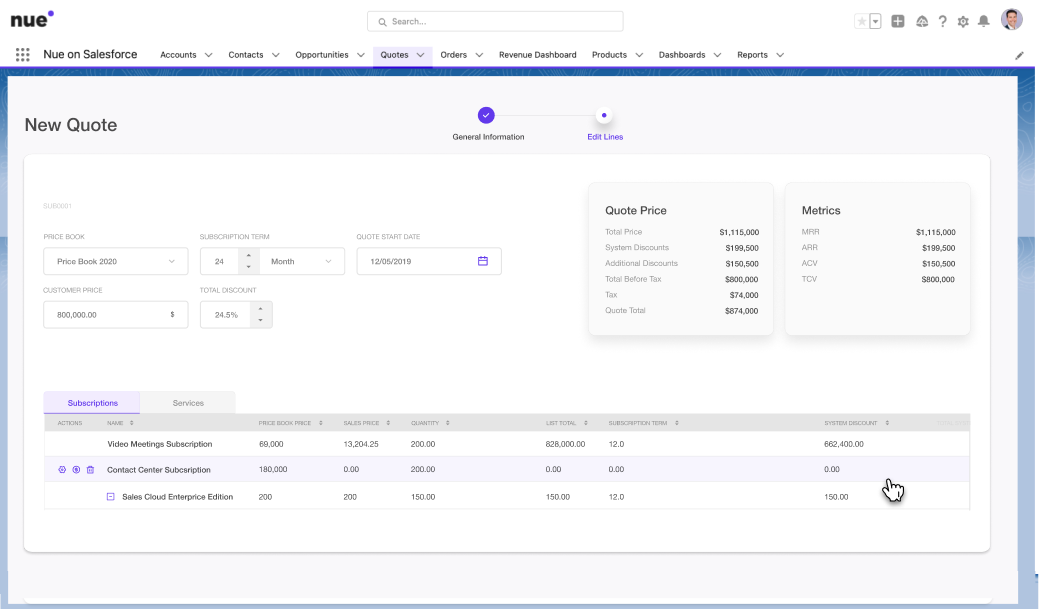 nue
Search...
Nue on Salesforce
Accounts
Contacts
Opportunities
Quotes
Orders
Revenue Dashboard
Products
Dashboards
Reports
New Quote
General Information
Edit Lines
SUB0001
PRICE BOOK
SUBSCRIPTION TERM
QUOTE START DATE
Price Book 2020
24
Month
12/05/2019
CUSTOMER PRICE
TOTAL DISCOUNT
800,000.00 $
24.5%
Quote Price
Total Price $1,115,000
System Discounts $199,500
Additional Discounts $150,500
Total Before Tax $800,000
Tax $74,000
Quote Total $874,000
Metrics
MRR $1,115,000
ARR $199,500
ACV $150,500
TCV $800,000
Subscriptions
Services
ACTIONS NAME PRICE BOOK PRICE SALES PRICE QUANTITY LIST TOTAL SUBSCRIPTION TERM SYSTEM DISCOUNT
Video Meetings Subscription 69,000 13,204.25 200.00 828,000.00 12.0 662,400.00
Contact Center Subcsription 180,000 0.00 200.00 0.00 0.00 0.00
Sales Cloud Enterprise Edition 200 200 150.00 150.00 12.0 150.00